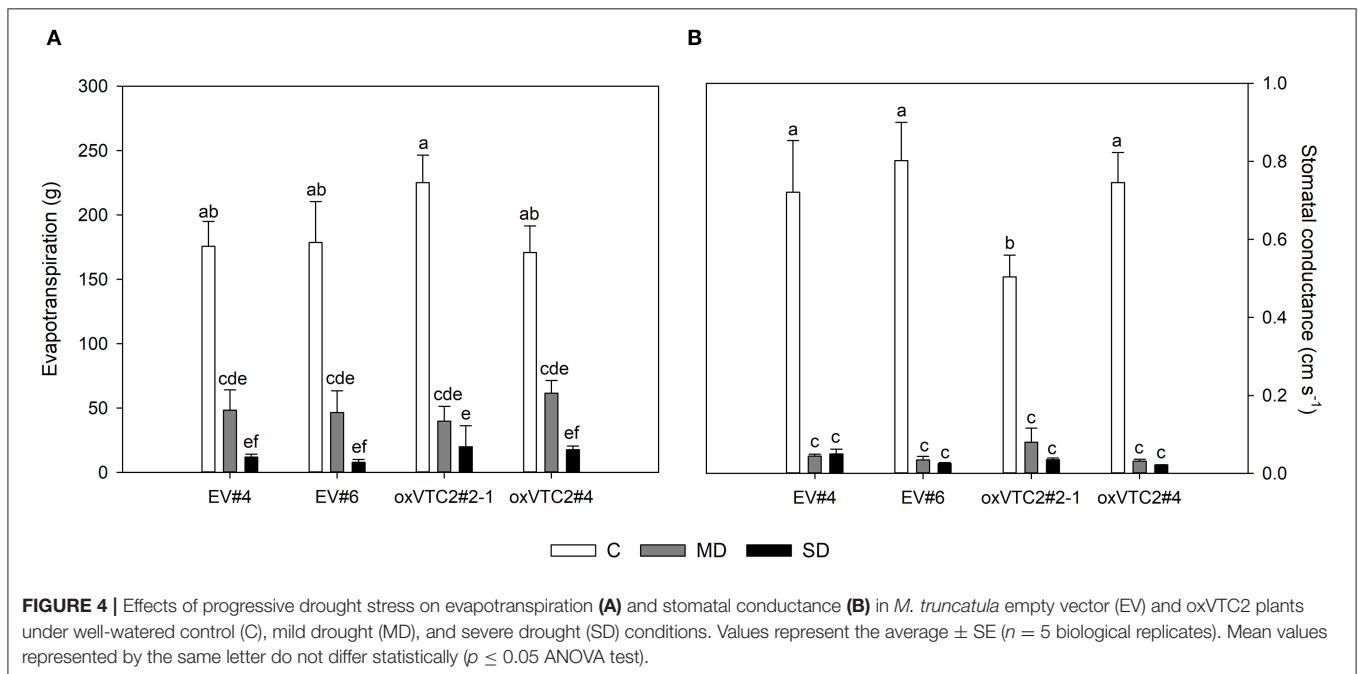 A
B
300
250
200
150
100
50
0
Evapotranspiration (g)
ab
cde
ef
ab
cde
ef
a
cde
e
ab
cde
ef
EV#4
EV#6
oxVTC2#2-1
oxVTC2#4
a
c
c
a
c
c
b
c
c
a
c
c
EV#4
EV#6
oxVTC2#2-1
oxVTC2#4
1.0
0.8
0.6
0.4
0.2
0.0
Stomatal conductance (cm s⁻¹)
C MD SD
FIGURE 4 | Effects of progressive drought stress on evapotranspiration (A) and stomatal conductance (B) in M. truncatula empty vector (EV) and oxVTC2 plants
under well-watered control (C), mild drought (MD), and severe drought (SD) conditions. Values represent the average ± SE (n = 5 biological replicates). Mean values
represented by the same letter do not differ statistically (p ≤ 0.05 ANOVA test).